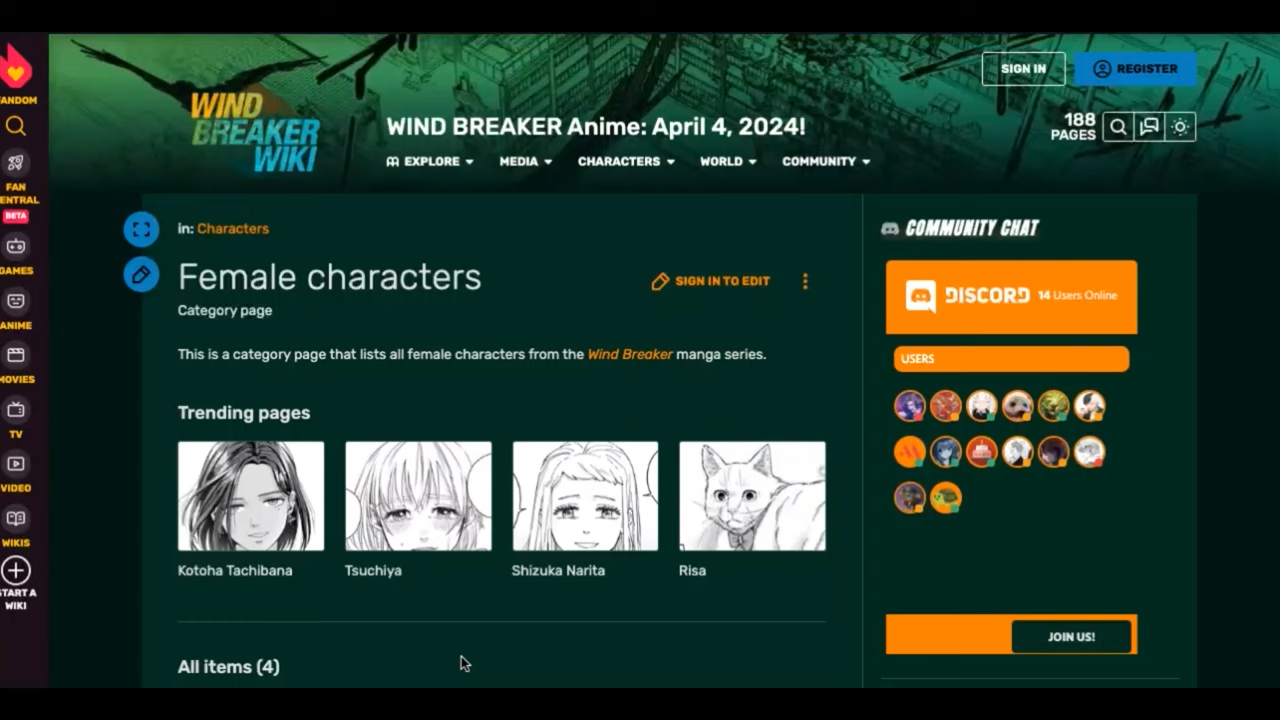 FANDOM
FAN
CENTRAL
BETA
GAMES
ANIME
MOVIES
TV
VIDEO
WIKIS
START A
WIKI
SIGN IN
REGISTER
WIND
BREAKER
WIKI
WIND BREAKER Anime: April 4, 2024!
188
PAGES
EXPLORE
MEDIA
CHARACTERS
WORLD
COMMUNITY
in: Characters
Female characters
SIGN IN TO EDIT
Category page
This is a category page that lists all female characters from the Wind Breaker manga series.
Trending pages
Kotoha Tachibana
Tsuchiya
Shizuka Narita
Risa
All items (4)
COMMUNITY CHAT
DISCORD 14 Users Online
USERS
JOIN US!